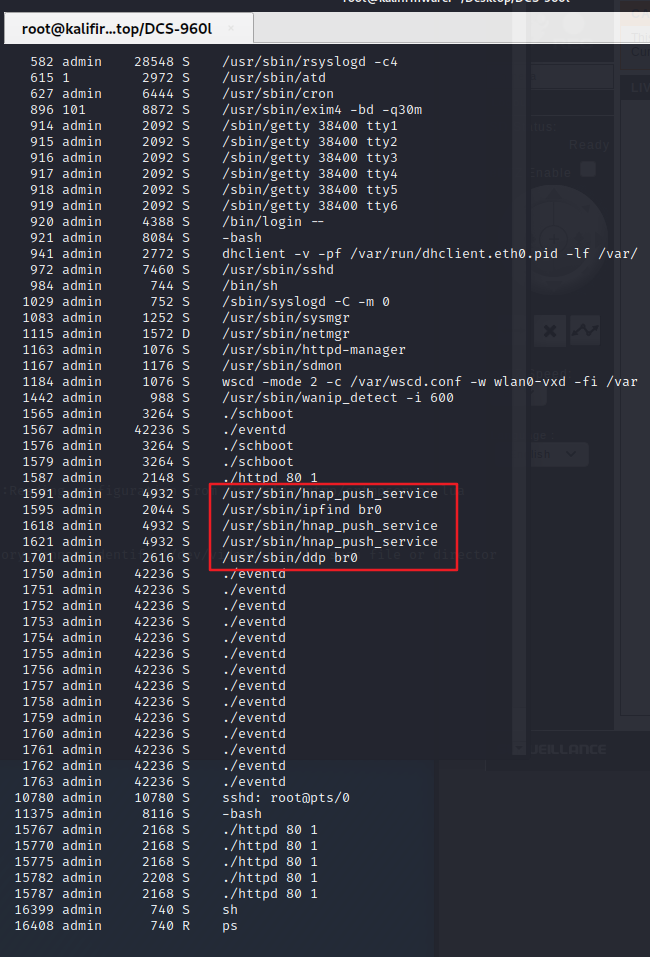 root@kalifir...top/DCS-960l ×
582 admin 28548 S /usr/sbin/rsyslogd -c4
615 1 2972 S /usr/sbin/atd
627 admin 6444 S /usr/sbin/cron
896 101 8872 S /usr/sbin/exim4 -bd -q30m
914 admin 2092 S /sbin/getty 38400 tty1
915 admin 2092 S /sbin/getty 38400 tty2
916 admin 2092 S /sbin/getty 38400 tty3
917 admin 2092 S /sbin/getty 38400 tty4
918 admin 2092 S /sbin/getty 38400 tty5
919 admin 2092 S /sbin/getty 38400 tty6
920 admin 4388 S /bin/login --
921 admin 8084 S -bash
941 admin 2772 S dhclient -v -pf /var/run/dhclient.eth0.pid -lf /var/
972 admin 7460 S /usr/sbin/sshd
984 admin 744 S /bin/sh
1029 admin 752 S /sbin/syslogd -C -m 0
1083 admin 1252 S /usr/sbin/sysmgr
1115 admin 1572 D /usr/sbin/netmgr
1163 admin 1076 S /usr/sbin/httpd-manager
1167 admin 1176 S /usr/sbin/sdmon
1184 admin 1076 S wscd -mode 2 -c /var/wscd.conf -w wlan0-vxd -fi /var
1442 admin 988 S /usr/sbin/wanip_detect -i 600
1565 admin 3264 S ./schboot
1567 admin 42236 S ./eventd
1576 admin 3264 S ./schboot
1579 admin 3264 S ./schboot
1587 admin 2148 S ./httpd 80 1
1591 admin 4932 S /usr/sbin/hnap_push_service
1595 admin 2044 S /usr/sbin/ipfind br0
1618 admin 4932 S /usr/sbin/hnap_push_service
1621 admin 4932 S /usr/sbin/hnap_push_service
1701 admin 2616 S /usr/sbin/ddp br0
1750 admin 42236 S ./eventd
1751 admin 42236 S ./eventd
1752 admin 42236 S ./eventd
1753 admin 42236 S ./eventd
1754 admin 42236 S ./eventd
1755 admin 42236 S ./eventd
1756 admin 42236 S ./eventd
1757 admin 42236 S ./eventd
1758 admin 42236 S ./eventd
1759 admin 42236 S ./eventd
1760 admin 42236 S ./eventd
1761 admin 42236 S ./eventd
1762 admin 42236 S ./eventd
1763 admin 42236 S ./eventd
10780 admin 10780 S sshd: root@pts/0
11375 admin 8116 S -bash
15767 admin 2168 S ./httpd 80 1
15770 admin 2168 S ./httpd 80 1
15775 admin 2168 S ./httpd 80 1
15782 admin 2208 S ./httpd 80 1
15787 admin 2168 S ./httpd 80 1
16399 admin 740 S sh
16408 admin 740 R ps
Ready
Enable